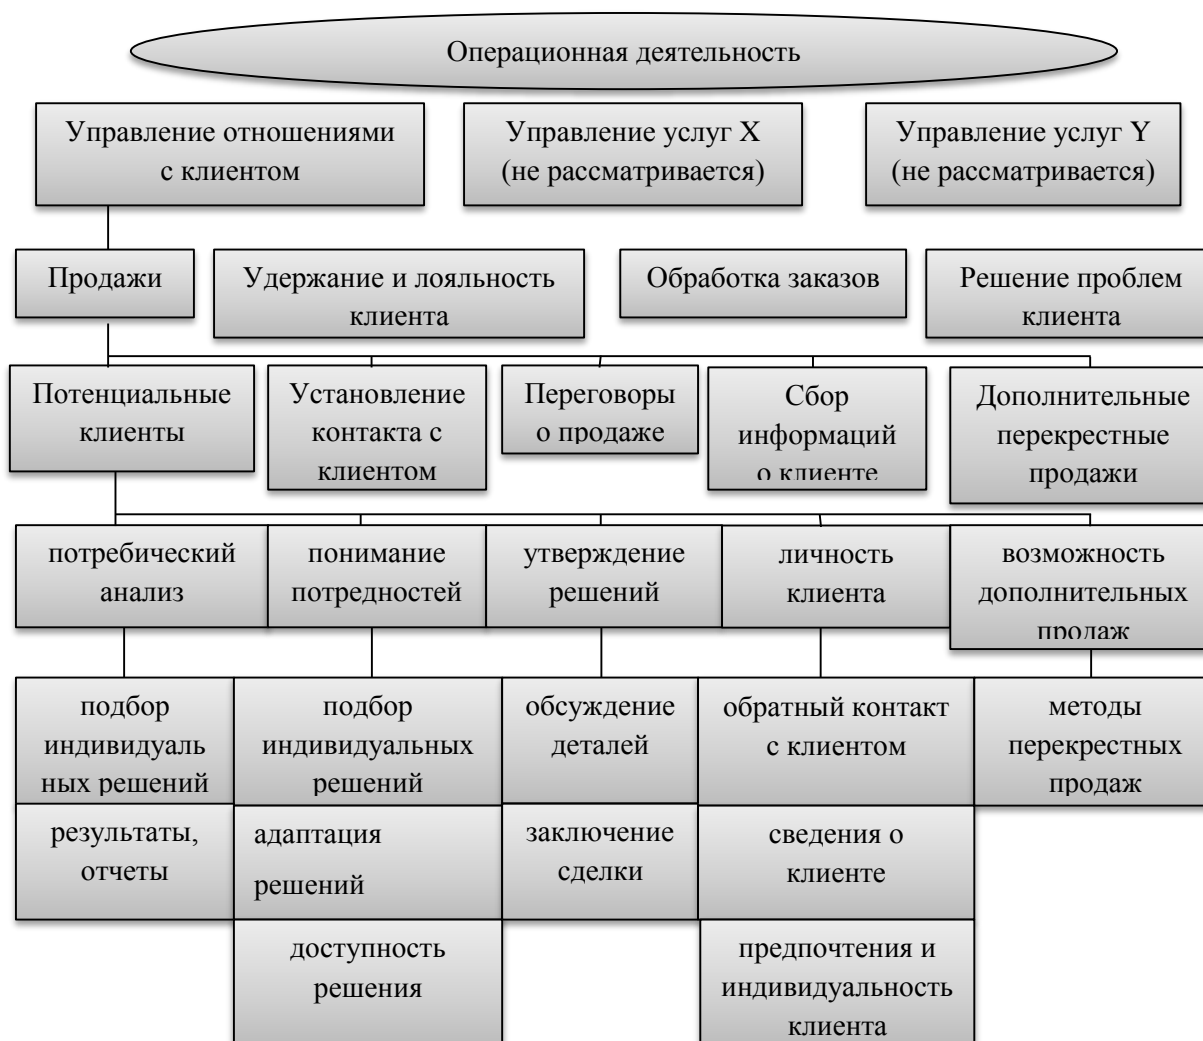 Операционная деятельность
Управление отношениями
с клиентом
Управление услуг X
(не рассматривается)
Управление услуг Y
(не рассматривается)
Продажи
Удержание и лояльность
клиента
Обработка заказов
Решение проблем
клиента
Потенциальные
клиенты
Установление
контакта с
клиентом
Переговоры
о продаже
Сбор
информаций
о клиенте
Дополнительные
перекрестные
продажи
потребический
анализ
понимание
потредностей
утверждение
решений
личность
клиента
возможность
дополнительных
продаж
подбор
индивидуаль
ных решений
подбор
индивидуальных
решений
обсуждение
деталей
обратный контакт
с клиентом
методы
перекрестных
продаж
результаты,
отчеты
адаптация
решений
заключение
сделки
сведения о
клиенте
доступность
решения
предпочтения и
индивидуальность
клиента